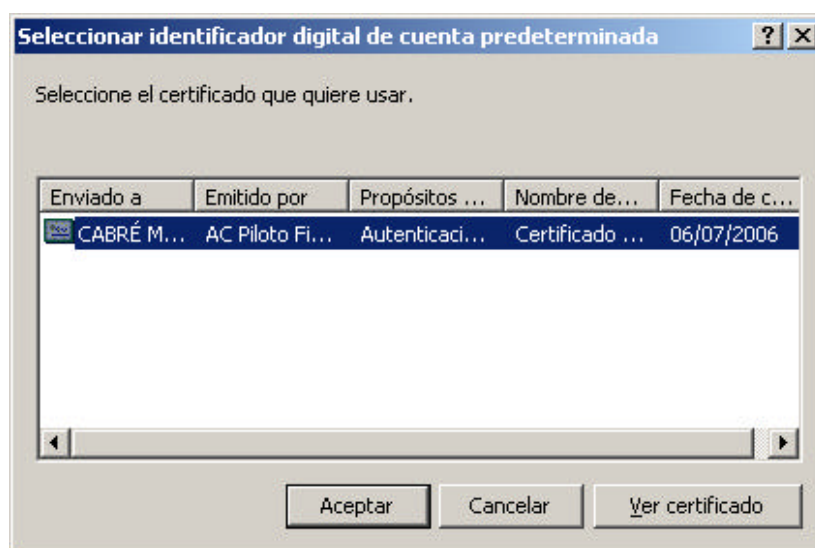 Seleccionar identificador digital de cuenta predeterminada
Seleccione el certificado que quiere usar.
Enviado a Emitido por Propósitos ... Nombre de... Fecha de c...
CABRÉ M... AC Piloto Fi... Autenticaci... Certificado ... 06/07/2006
Aceptar Cancelar Ver certificado